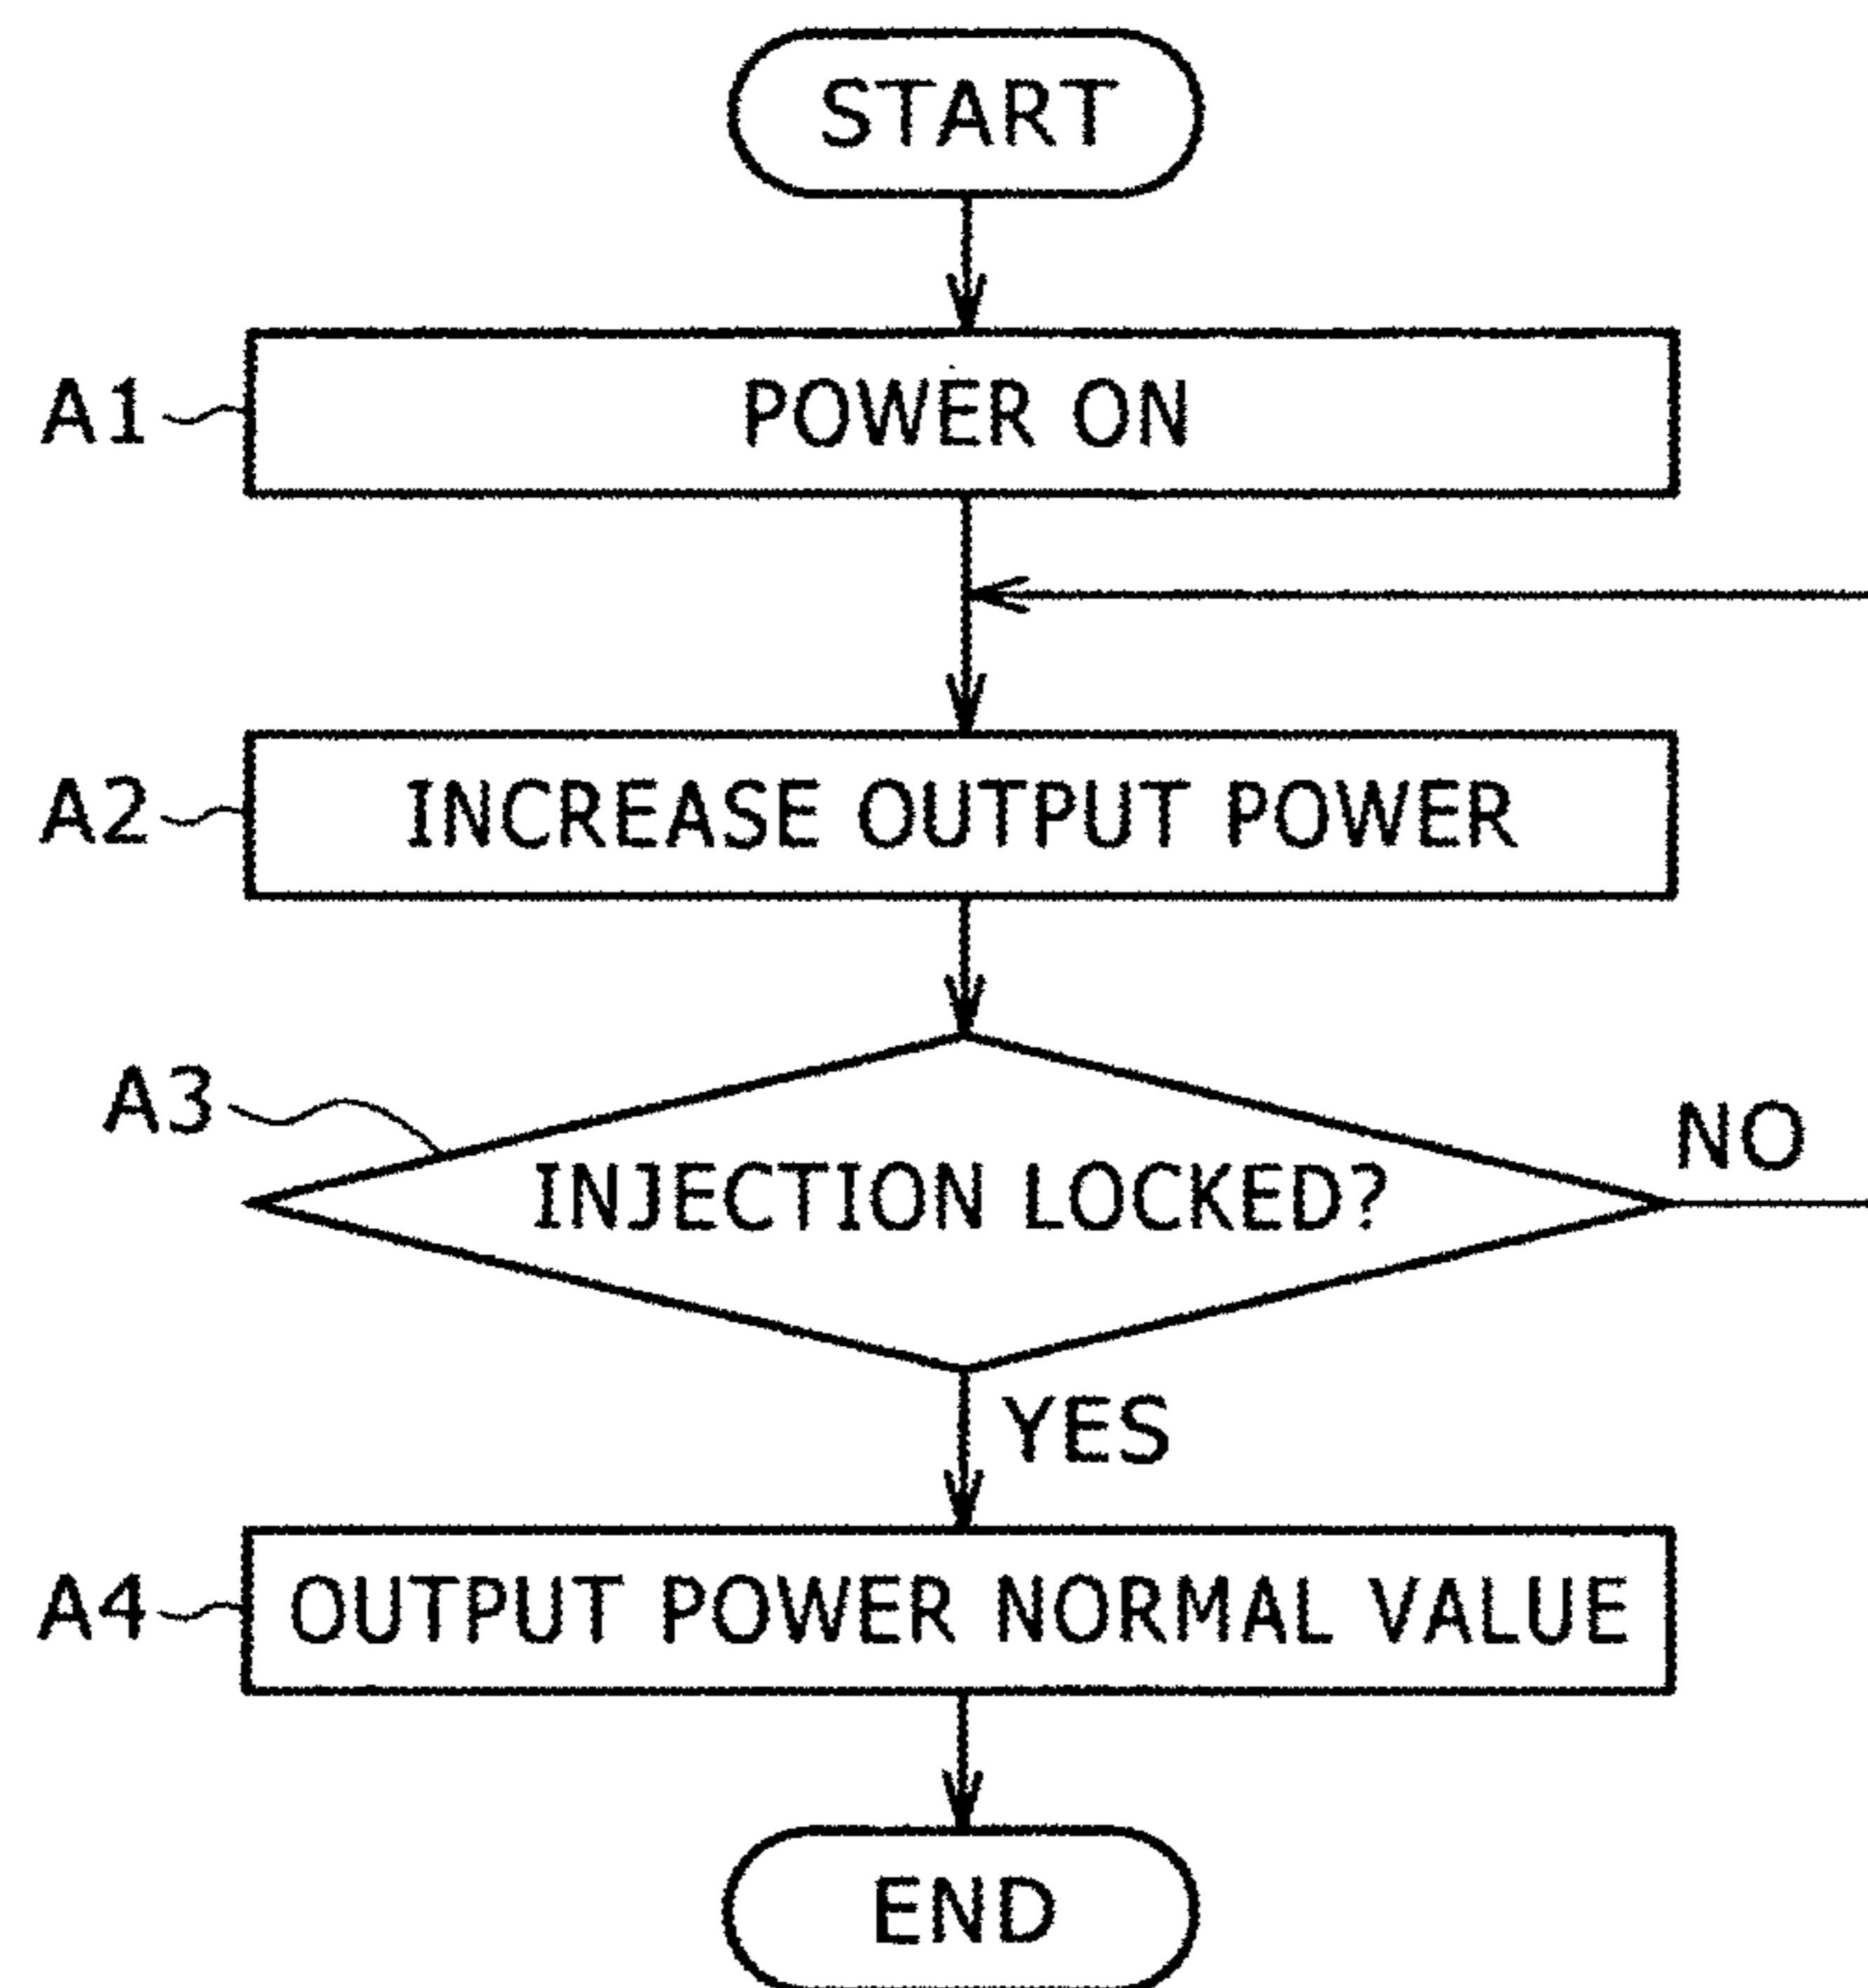 START
A1
POWER ON
A2
INCREASE OUTPUT POWER
A3
INJECTION LOCKED?
NO
YES
A4
OUTPUT POWER NORMAL VALUE
END